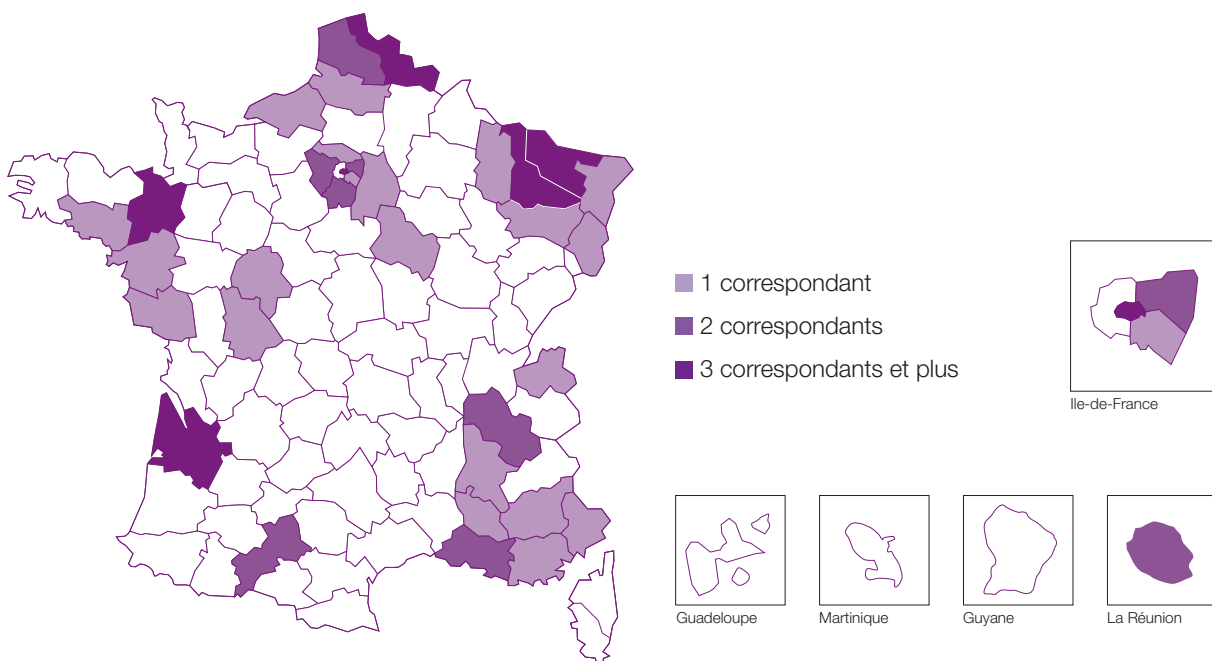 1 correspondant
2 correspondants
3 correspondants et plus
Ile-de-France
Guadeloupe
Martinique
Guyane
La Réunion